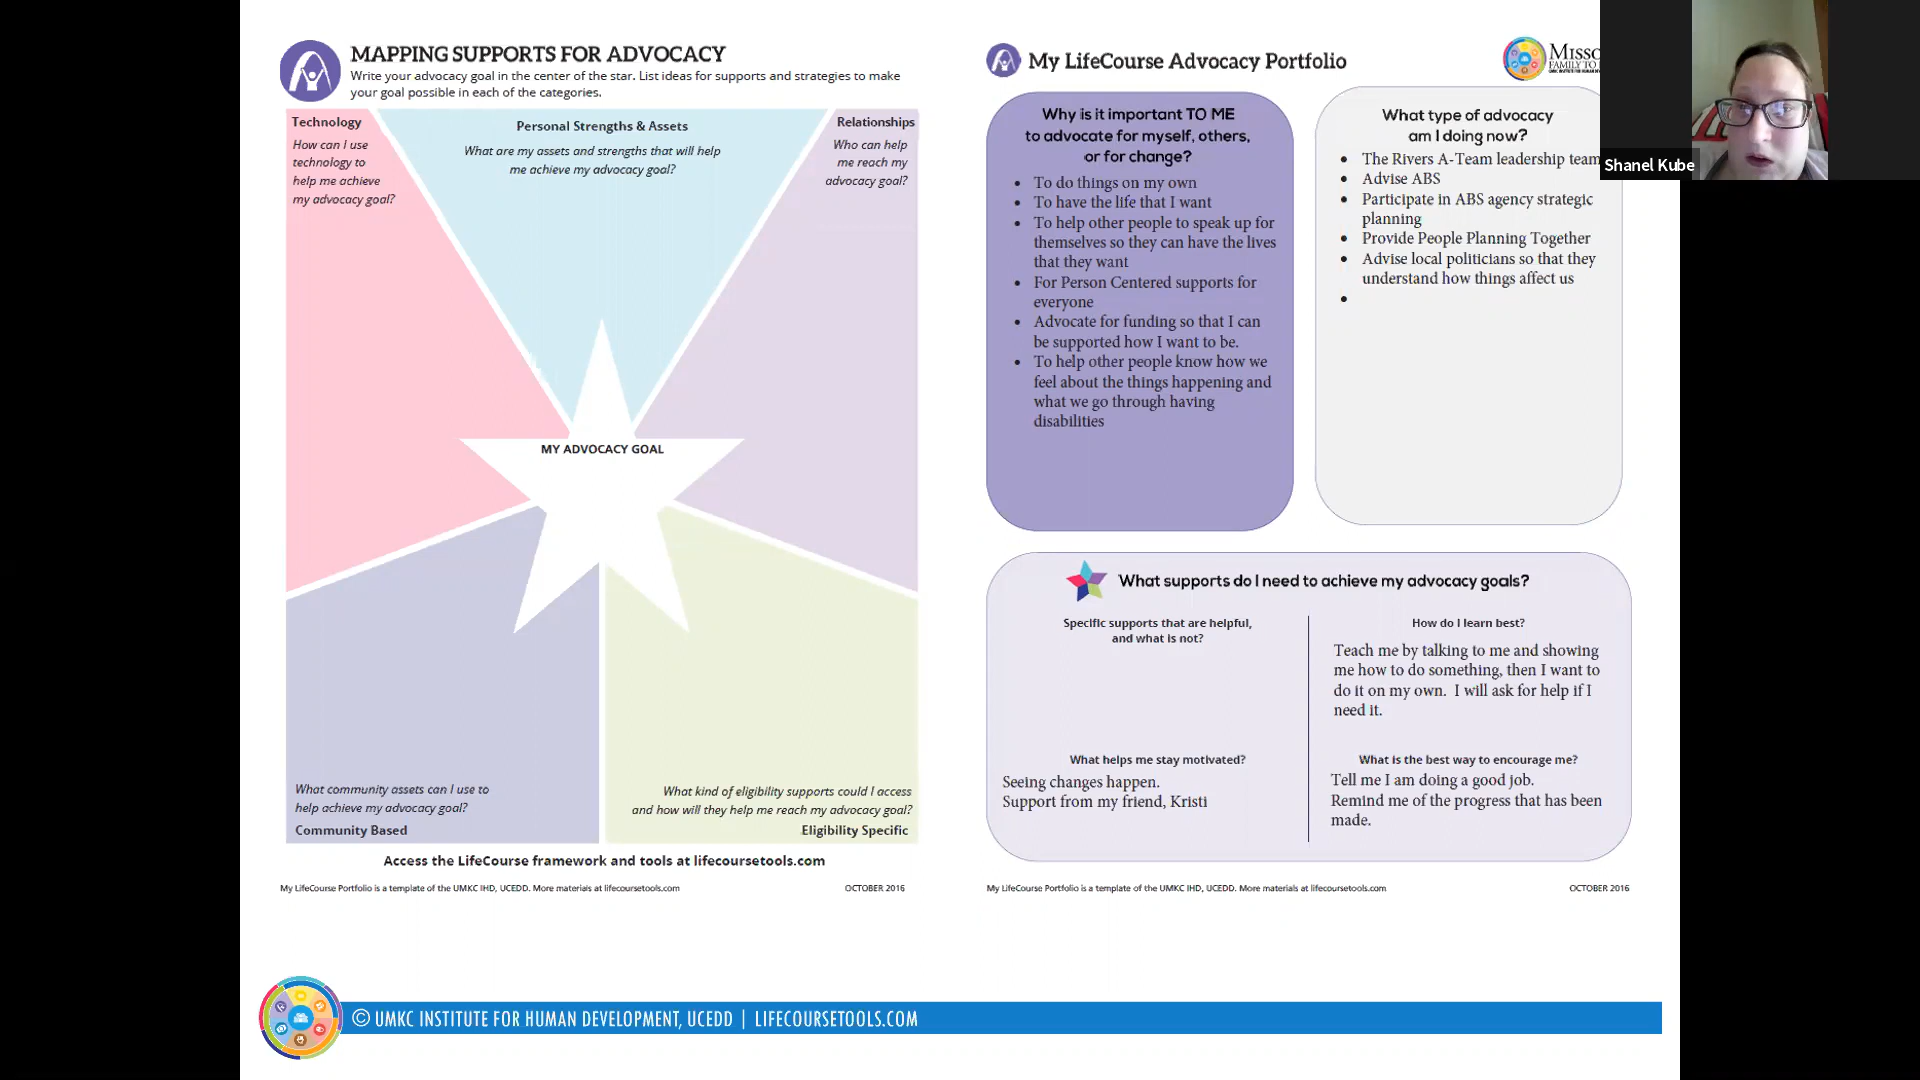 MAPPING SUPPORTS FOR ADVOCACY
Write your advocacy goal in the center of the star. List ideas for supports and strategies to make
your goal possible in each of the categories.
Technology
How can I use
technology to
help me achieve
my advocacy goal?
Personal Strengths & Assets
What are my assets and strengths that will help
me achieve my advocacy goal?
Relationships
Who can help
me reach my
advocacy goal?
MY ADVOCACY GOAL
What community assets can I use to
help achieve my advocacy goal?
Community Based
What kind of eligibility supports could I access
and how will they help me reach my advocacy goal?
Eligibility Specific
Access the LifeCourse framework and tools at lifecoursetools.com
My LifeCourse Portfolio is a template of the UMKC IHD, UCEDD. More materials at lifecoursetools.com
OCTOBER 2016
My LifeCourse Advocacy Portfolio
Why is it important TO ME
to advocate for myself, others,
or for change?
• To do things on my own
• To have the life that I want
• To help other people to speak up for
themselves so they can have the lives
that they want
• For Person Centered supports for
everyone
• Advocate for funding so that I can
be supported how I want to be.
• To help other people know how we
feel about the things happening and
what we go through having
disabilities
What type of advocacy
am I doing now?
• The Rivers A-Team leadership team
• Advise ABS
• Participate in ABS agency strategic
planning
• Provide People Planning Together
• Advise local politicians so that they
understand how things affect us
•
What supports do I need to achieve my advocacy goals?
Specific supports that are helpful,
and what is not?
How do I learn best?
Teach me by talking to me and showing
me how to do something, then I want to
do it on my own. I will ask for help if I
need it.
What helps me stay motivated?
Seeing changes happen.
Support from my friend, Kristi
What is the best way to encourage me?
Tell me I am doing a good job.
Remind me of the progress that has been
made.
My LifeCourse Portfolio is a template of the UMKC IHD, UCEDD. More materials at lifecoursetools.com
OCTOBER 2016
Shanel Kube
© UMKC INSTITUTE FOR HUMAN DEVELOPMENT, UCEDD | LIFECOURSETOOLS.COM